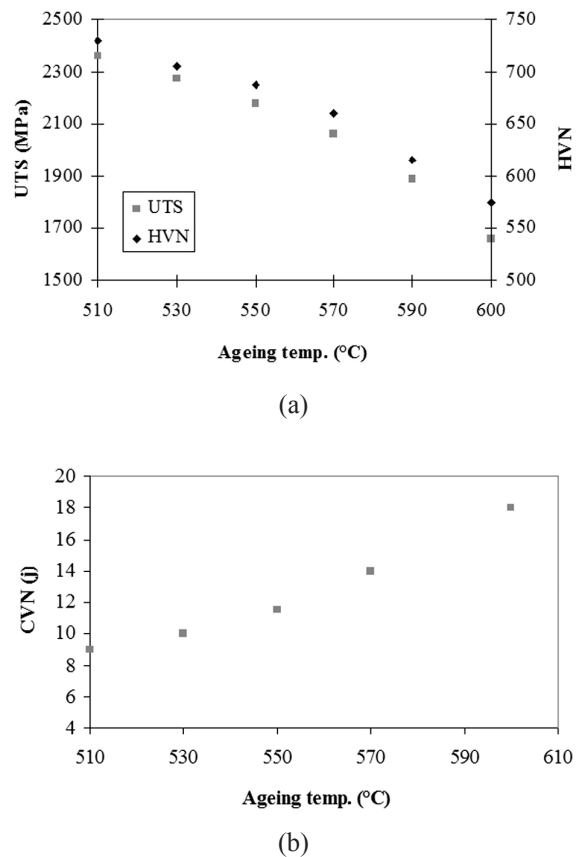 2500
2300
2100
1900
1700
1500
UTS (MPa)
750
700
650
600
550
500
HVN
UTS
HVN
510 530 550 570 590 600
Ageing temp. (°C)
(a)
20
18
16
14
12
10
8
6
4
CVN (j)
510 530 550 570 590 610
Ageing temp. (°C)
(b)